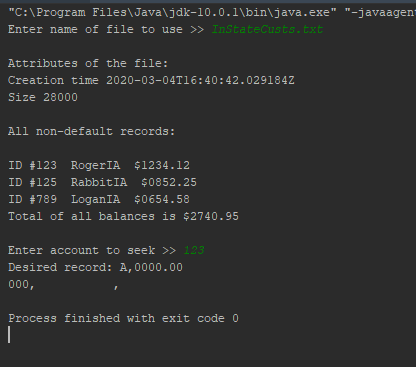 "C:\Program Files\Java\jdk-10.0.1\bin\java.exe" "-javaagen
Enter name of file to use >> InStateCusts.txt
Attributes of the file:
Creation time 2020-03-04T16:40:42.029184Z
Size 28000
All non-default records:
ID #123  RogerIA  $1234.12
ID #125  RabbitIA  $0852.25
ID #789  LoganIA  $0654.58
Total of all balances is $2740.95
Enter account to seek >> 123
Desired record: A,0000.00
000,            ,
Process finished with exit code 0